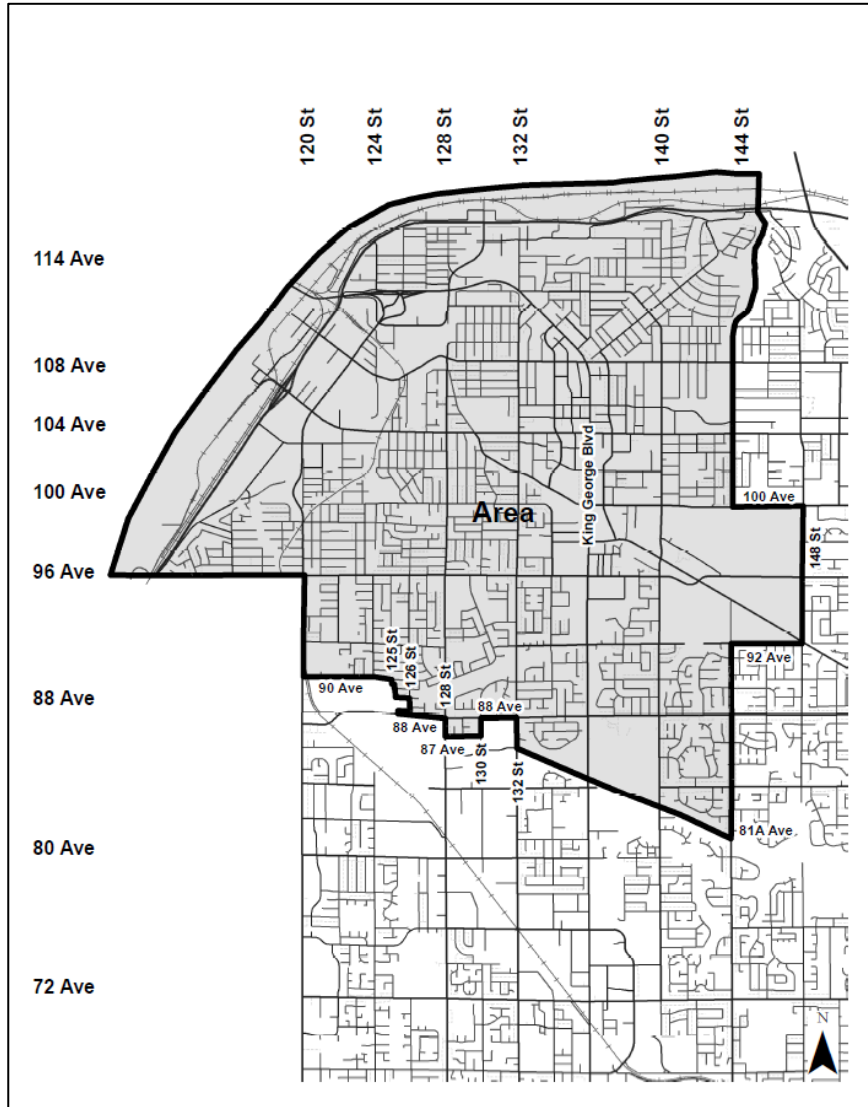 120 St
124 St
128 St
132 St
140 St
144 St
114 Ave
108 Ave
104 Ave
King George Blvd
100 Ave
100 Ave
Area
148 St
96 Ave
125 St
126 St
128 St
92 Ave
90 Ave
88 Ave
88 Ave
88 Ave
87 Ave
130 St
132 St
81A Ave
80 Ave
72 Ave
N